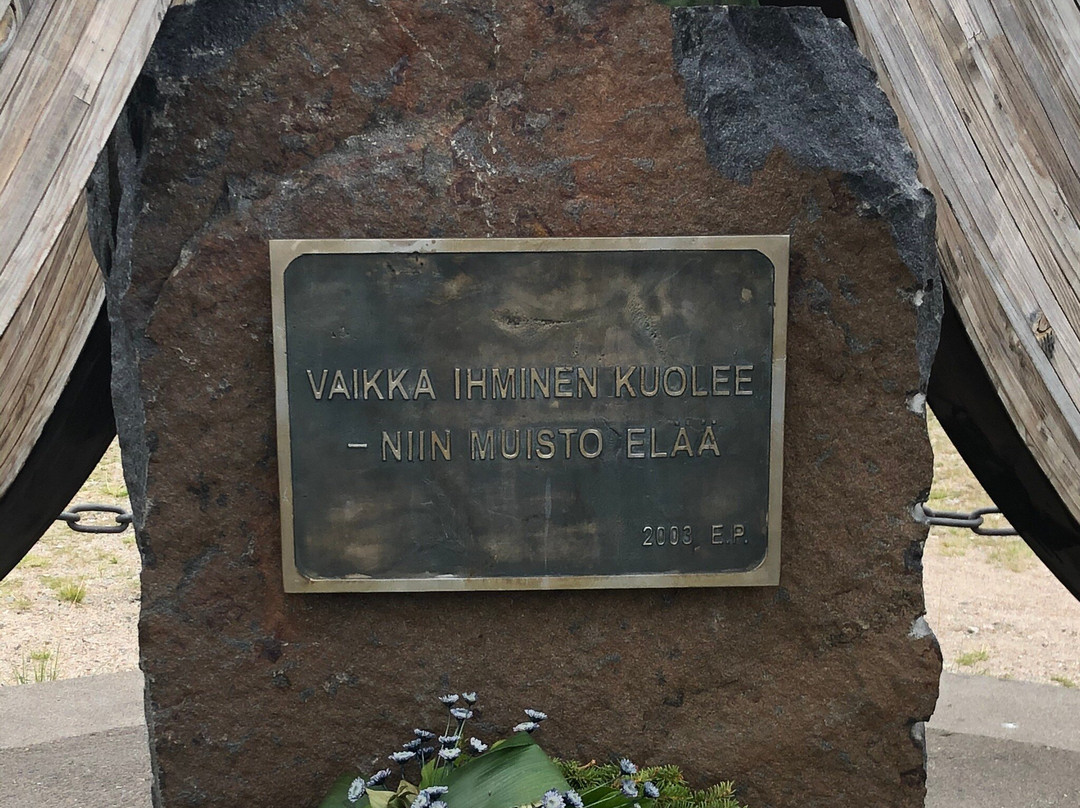 VAIKKA IHMINEN KUOLEE
– NIIN MUISTO ELÄÄ
2003 E.P.